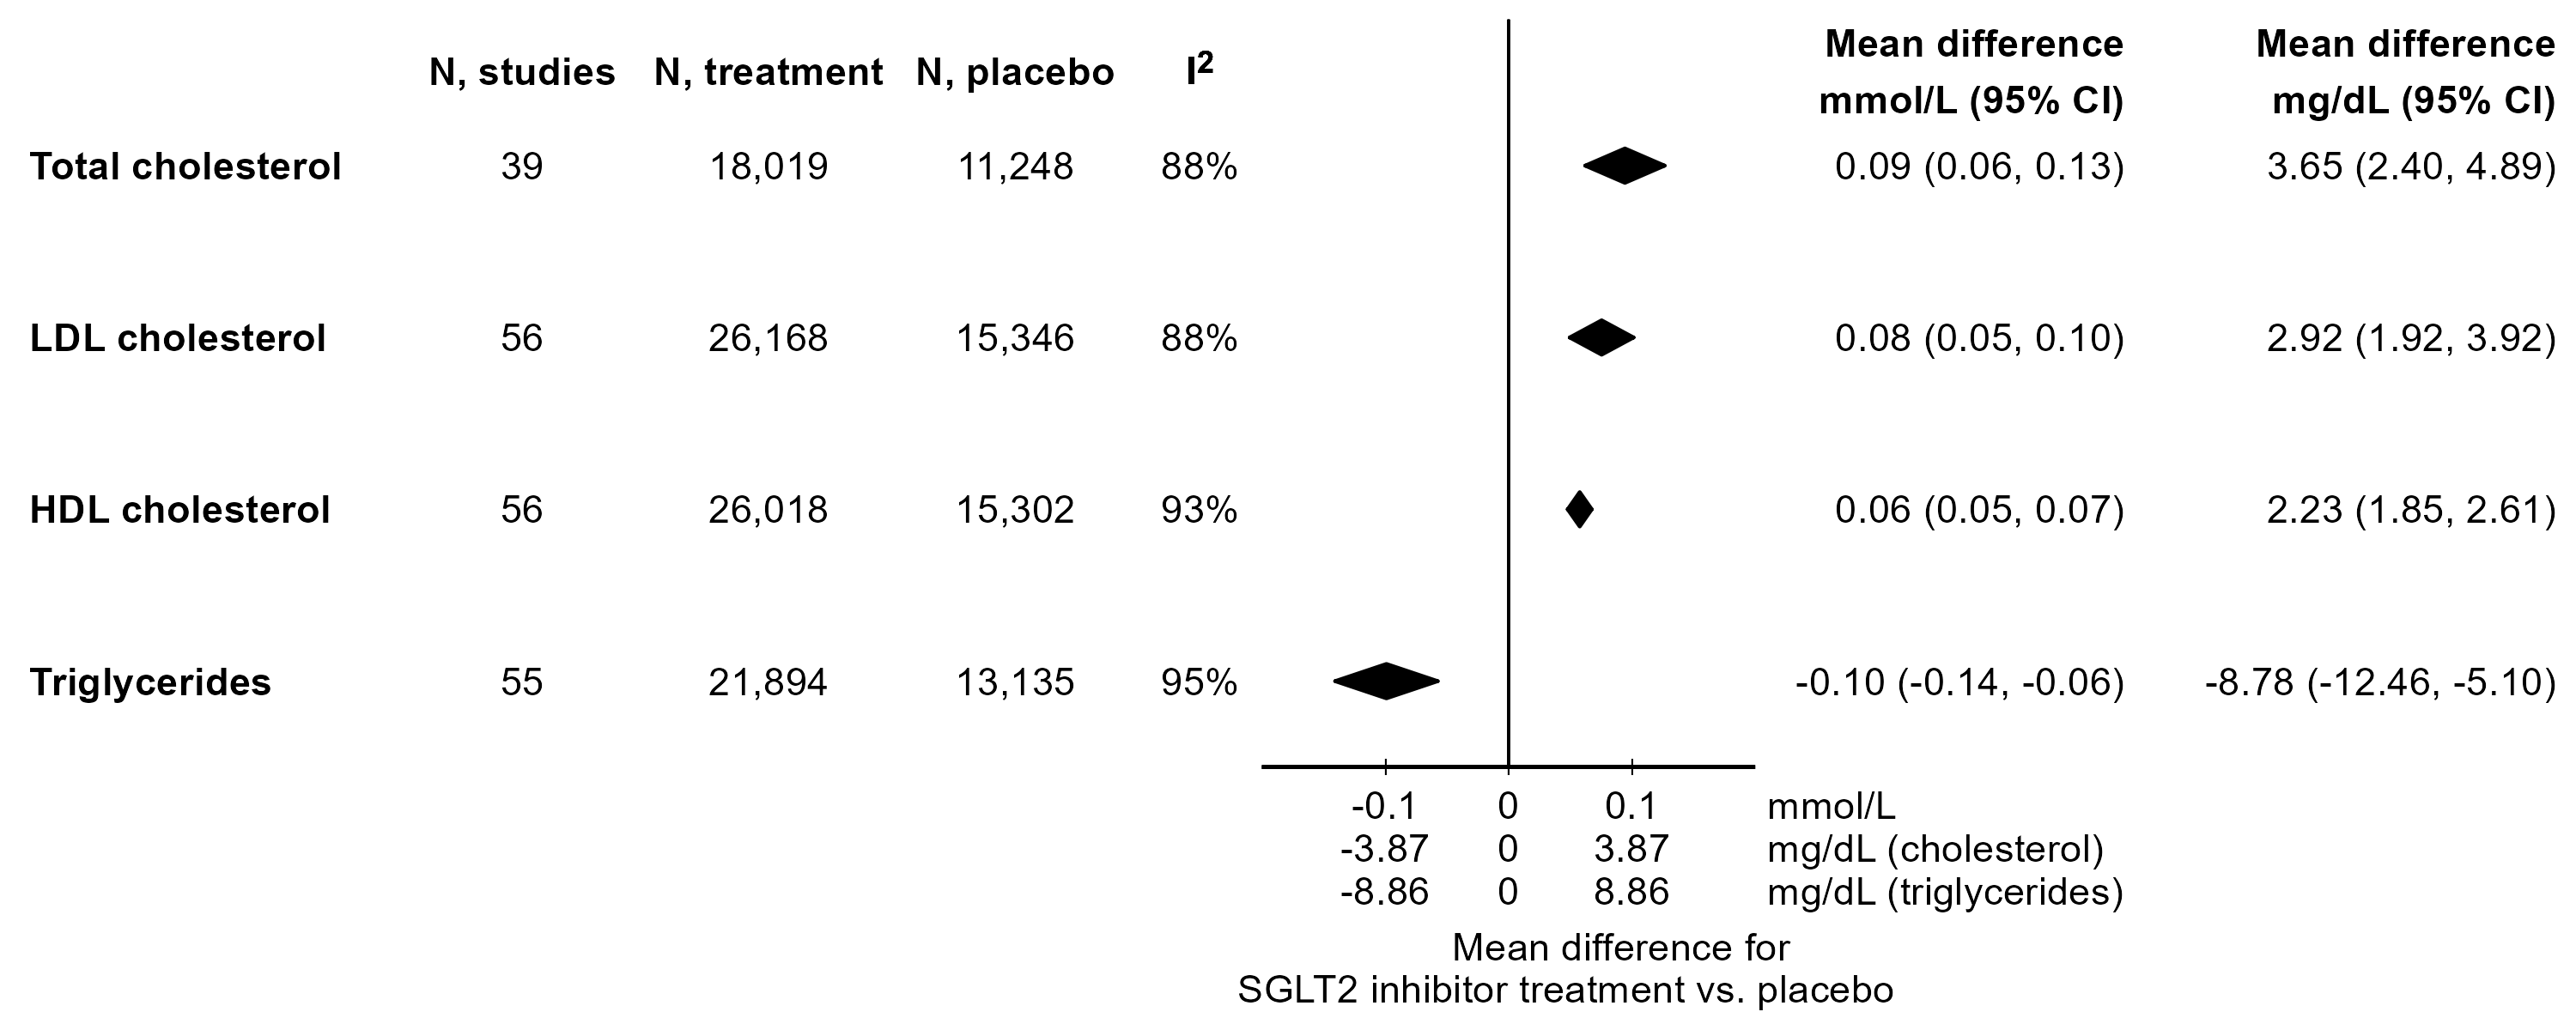 N, studies N, treatment N, placebo I² Mean difference mmol/L (95% CI) Mean difference mg/dL (95% CI)
Total cholesterol 39 18,019 11,248 88% 0.09 (0.06, 0.13) 3.65 (2.40, 4.89)
LDL cholesterol 56 26,168 15,346 88% 0.08 (0.05, 0.10) 2.92 (1.92, 3.92)
HDL cholesterol 56 26,018 15,302 93% 0.06 (0.05, 0.07) 2.23 (1.85, 2.61)
Triglycerides 55 21,894 13,135 95% -0.10 (-0.14, -0.06) -8.78 (-12.46, -5.10)
-0.1 0 0.1 mmol/L
-3.87 0 3.87 mg/dL (cholesterol)
-8.86 0 8.86 mg/dL (triglycerides)
Mean difference for
SGLT2 inhibitor treatment vs. placebo